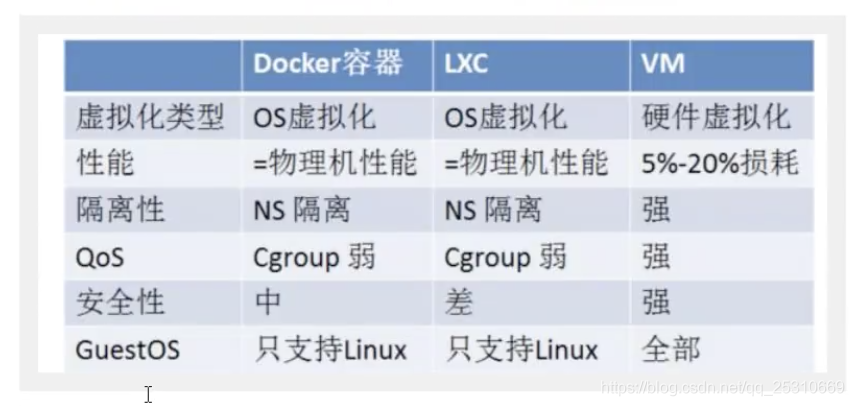 Docker容器 LXC VM
虚拟化类型 OS虚拟化 OS虚拟化 硬件虚拟化
性能 =物理机性能 =物理机性能 5%-20%损耗
隔离性 NS 隔离 NS 隔离 强
QoS Cgroup 弱 Cgroup 弱 强
安全性 中 差 强
GuestOS 只支持Linux 只支持Linux 全部
https://blog.csdn.net/qq_25310669